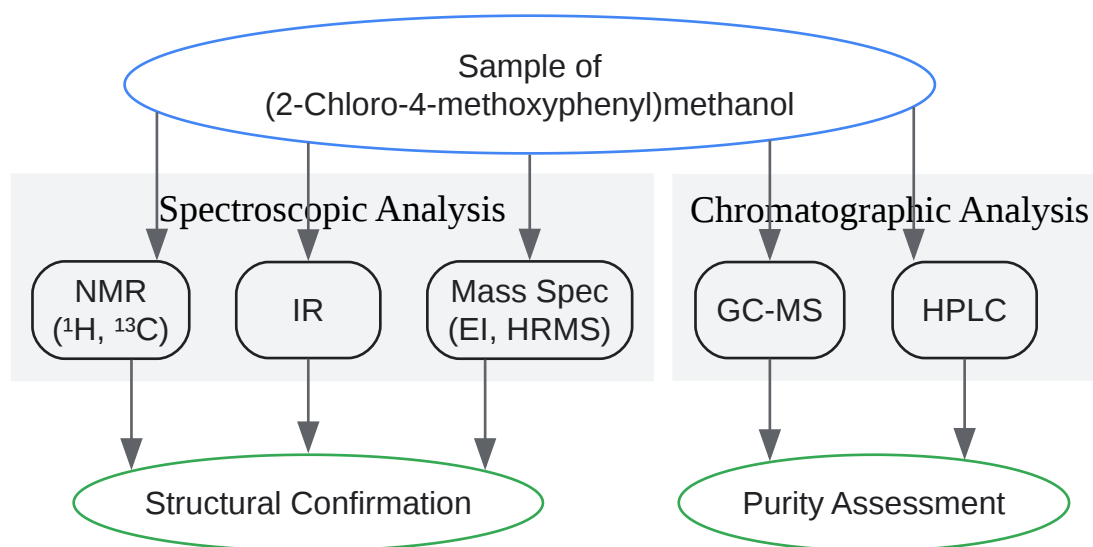 Sample of
(2-Chloro-4-methoxyphenyl)methanol
Spectroscopic Analysis
Chromatographic Analysis
NMR
(¹H, ¹³C)
IR
Mass Spec
(EI, HRMS)
GC-MS
HPLC
Structural Confirmation
Purity Assessment